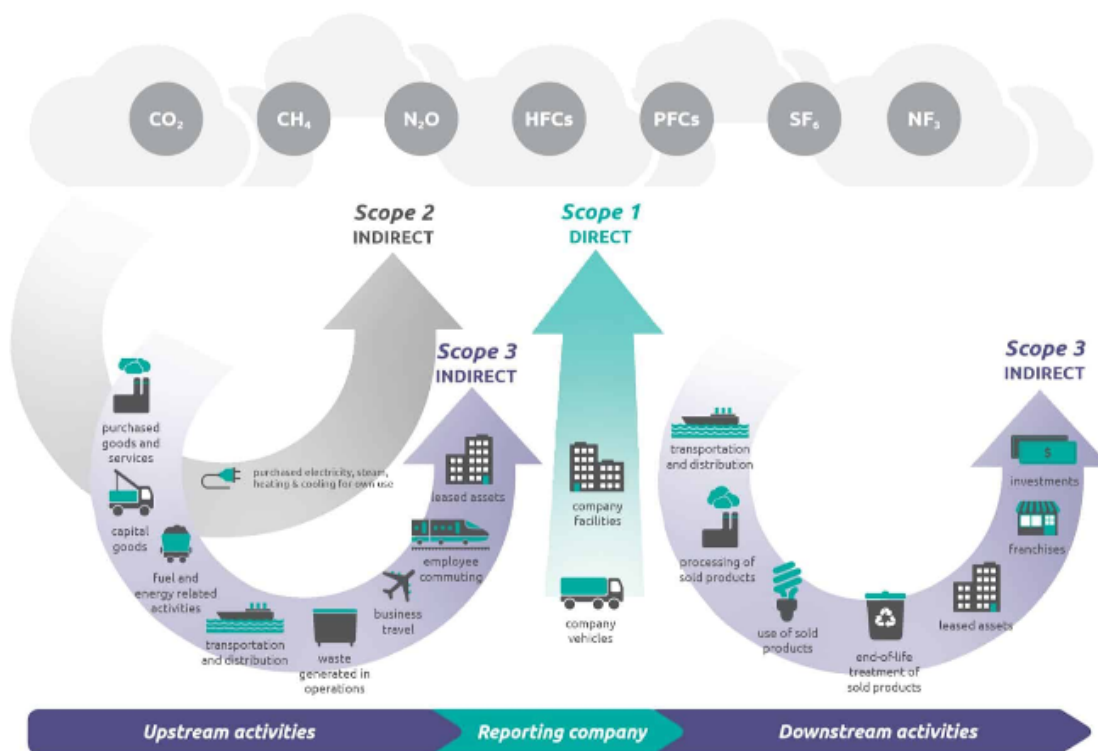 CO₂
CH₄
N₂O
HFCs
PFCs
SF₆
NF₃
Scope 2
INDIRECT
Scope 1
DIRECT
Scope 3
INDIRECT
Scope 3
INDIRECT
purchased
goods and
services
capital
goods
fuel and
energy related
activities
transportation
and distribution
waste
generated in
operations
business
travel
employee
commuting
leased assets
purchased electricity, steam,
heating & cooling for own use
company
facilities
company
vehicles
transportation
and distribution
processing of
sold products
use of sold
products
end-of-life
treatment of
sold products
leased assets
franchises
$
investments
Upstream activities
Reporting company
Downstream activities